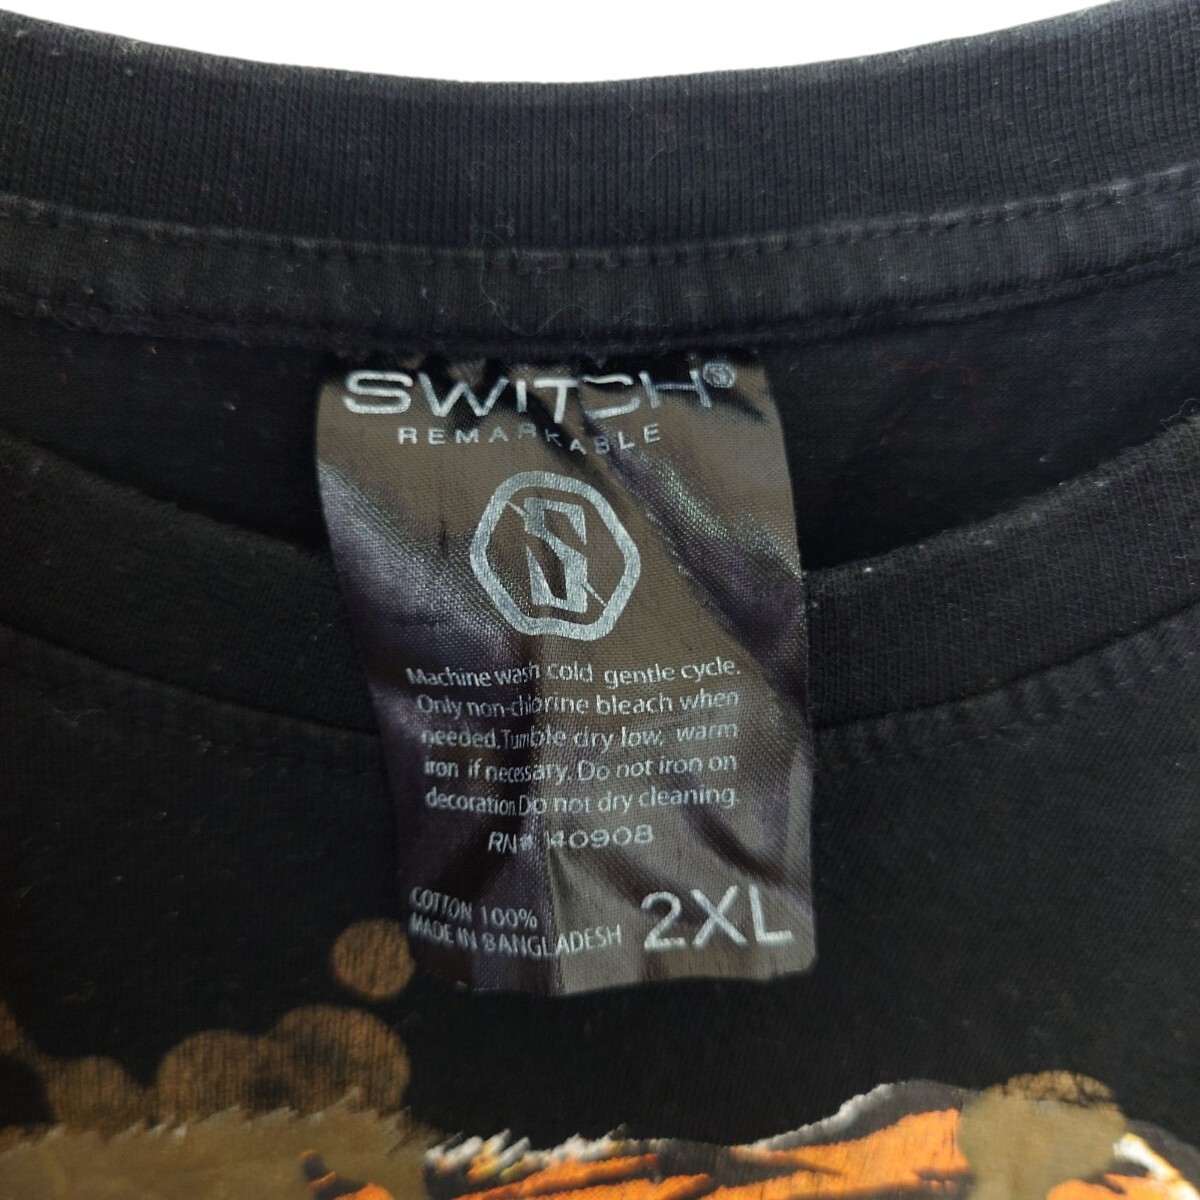 SWITCH®
REMARKABLE
S
Machine wash cold gentle cycle.
Only non-chlorine bleach when
needed. Tumble dry low, warm
iron if necessary. Do not iron on
decoration. Do not dry cleaning.
RN# 140908
COTTON 100%
MADE IN BANGLADESH
2XL